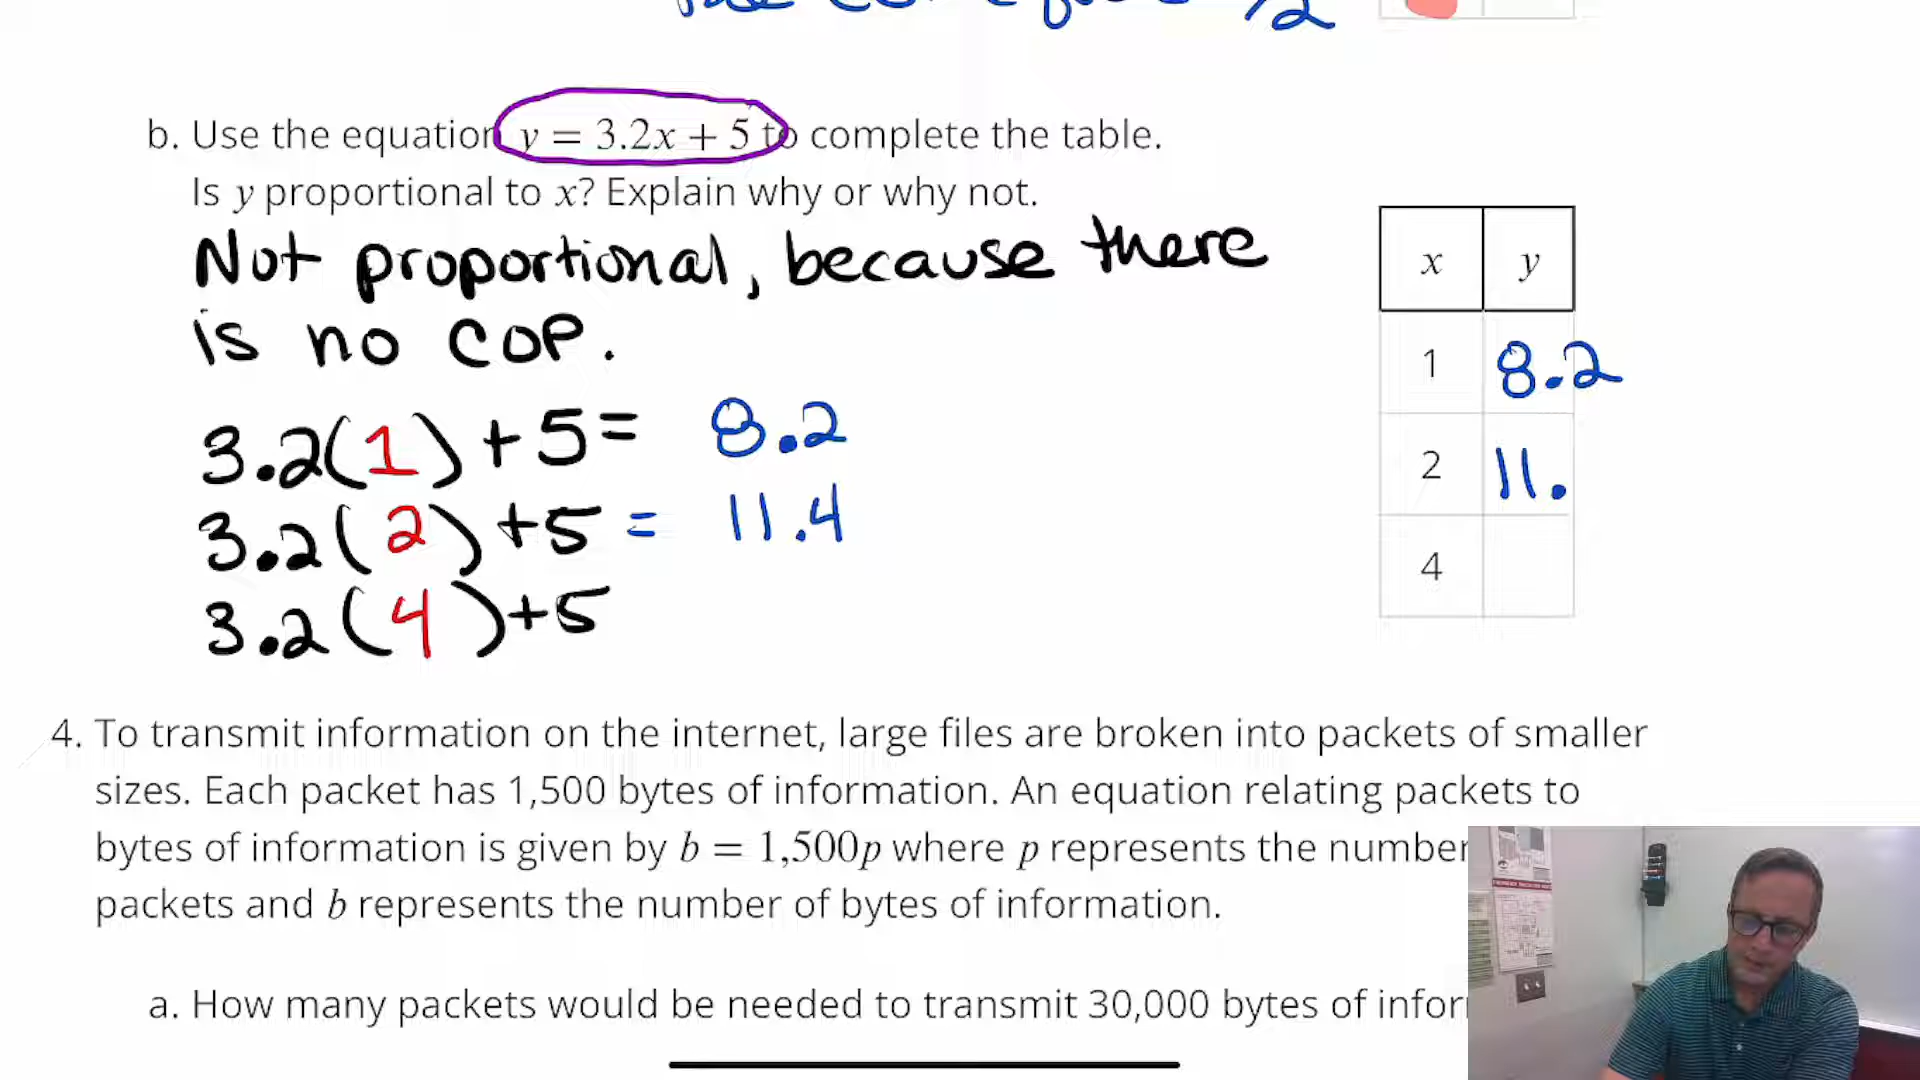 b. Use the equation y = 3.2x + 5 to complete the table.
Is y proportional to x? Explain why or why not.
Not proportional, because there
is no COP.
3.2(1)+5= 8.2
3.2(2)+5 = 11.4
3.2(4)+5
x y
1 8.2
2 11.
4
4. To transmit information on the internet, large files are broken into packets of smaller
sizes. Each packet has 1,500 bytes of information. An equation relating packets to
bytes of information is given by b = 1,500p where p represents the number
packets and b represents the number of bytes of information.
a. How many packets would be needed to transmit 30,000 bytes of infor